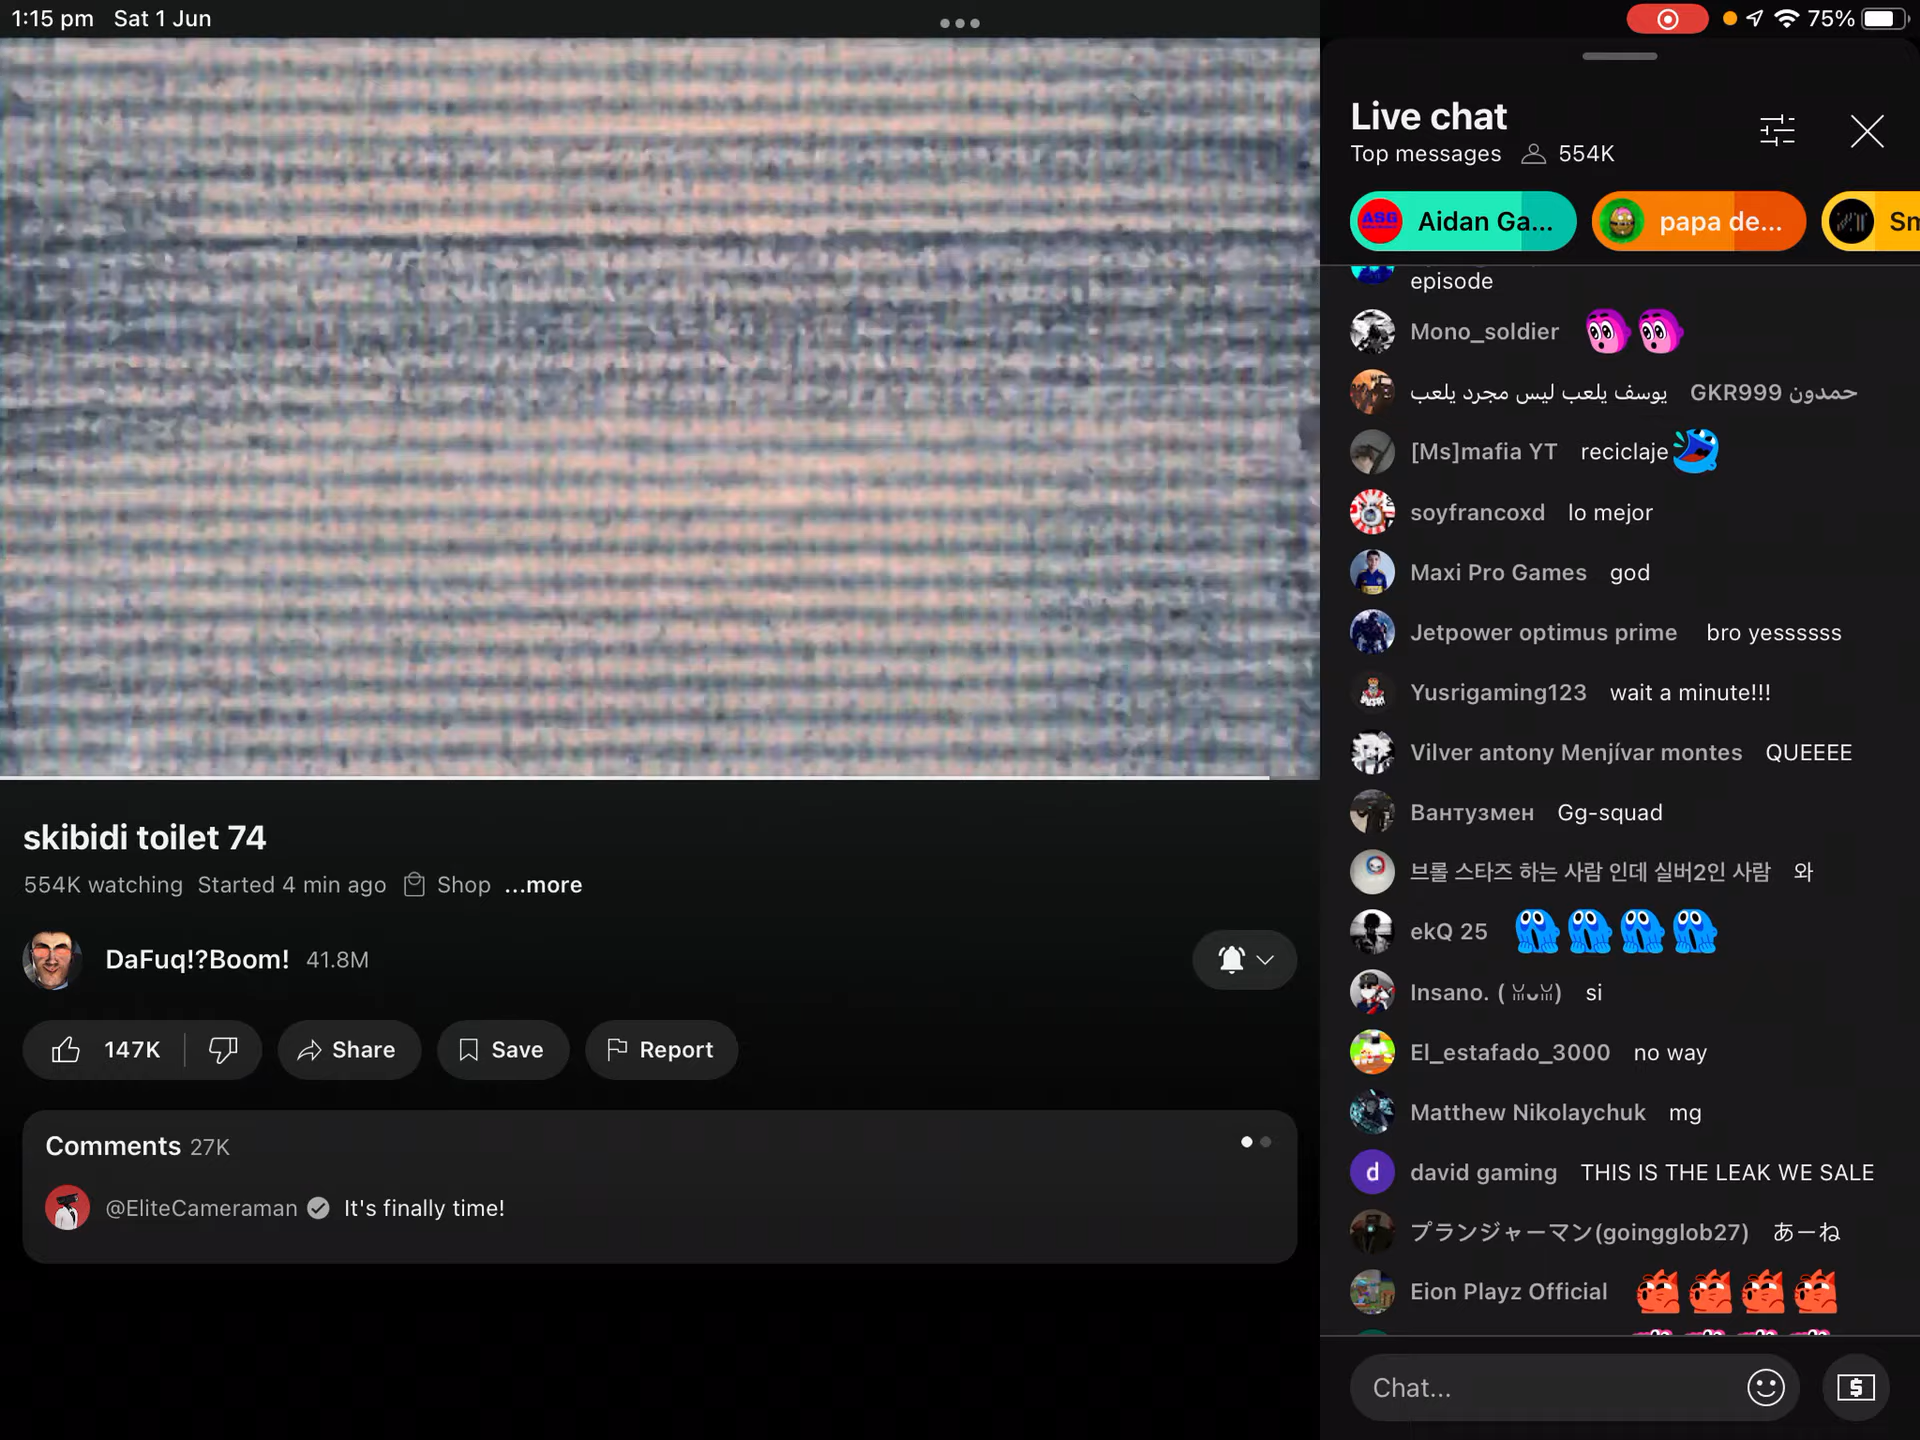 1:15 pm Sat 1 Jun
75%
Live chat
Top messages 554K
ASG Aidan Ga...
papa de...
Sm
episode
Mono_soldier
يوسف يلعب ليس مجرد يلعب GKR999 حمدون
[Ms]mafia YT reciclaje
soyfrancoxd lo mejor
Maxi Pro Games god
Jetpower optimus prime bro yessssss
Yusrigaming123 wait a minute!!!
Vilver antony Menjívar montes QUEEEE
Вантузмен Gg-squad
브롤 스타즈 하는 사람 인데 실버2인 사람 와
ekQ 25
Insano. si
El_estafado_3000 no way
Matthew Nikolaychuk mg
d david gaming THIS IS THE LEAK WE SALE
プランジャーマン(goingglob27) あーね
Eion Playz Official
Chat...
skibidi toilet 74
554K watching Started 4 min ago Shop ...more
DaFuq!?Boom! 41.8M
147K Share Save Report
Comments 27K
@EliteCameraman It's finally time!